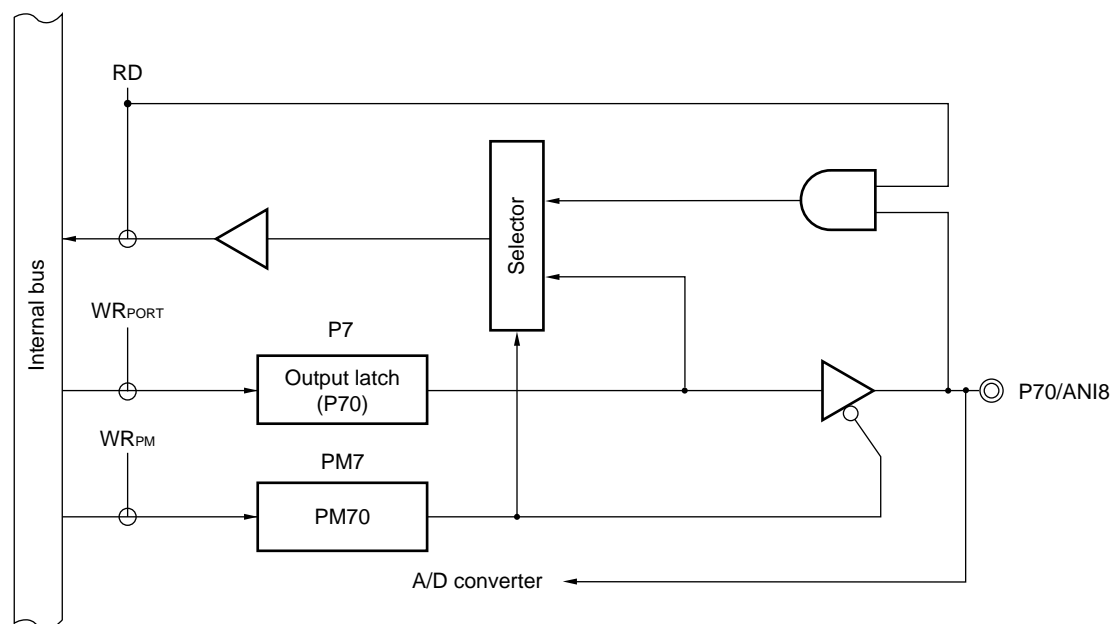 RD
Selector
Internal bus
WRPORT
P7
Output latch
(P70)
P70/ANI8
WRPM
PM7
PM70
A/D converter